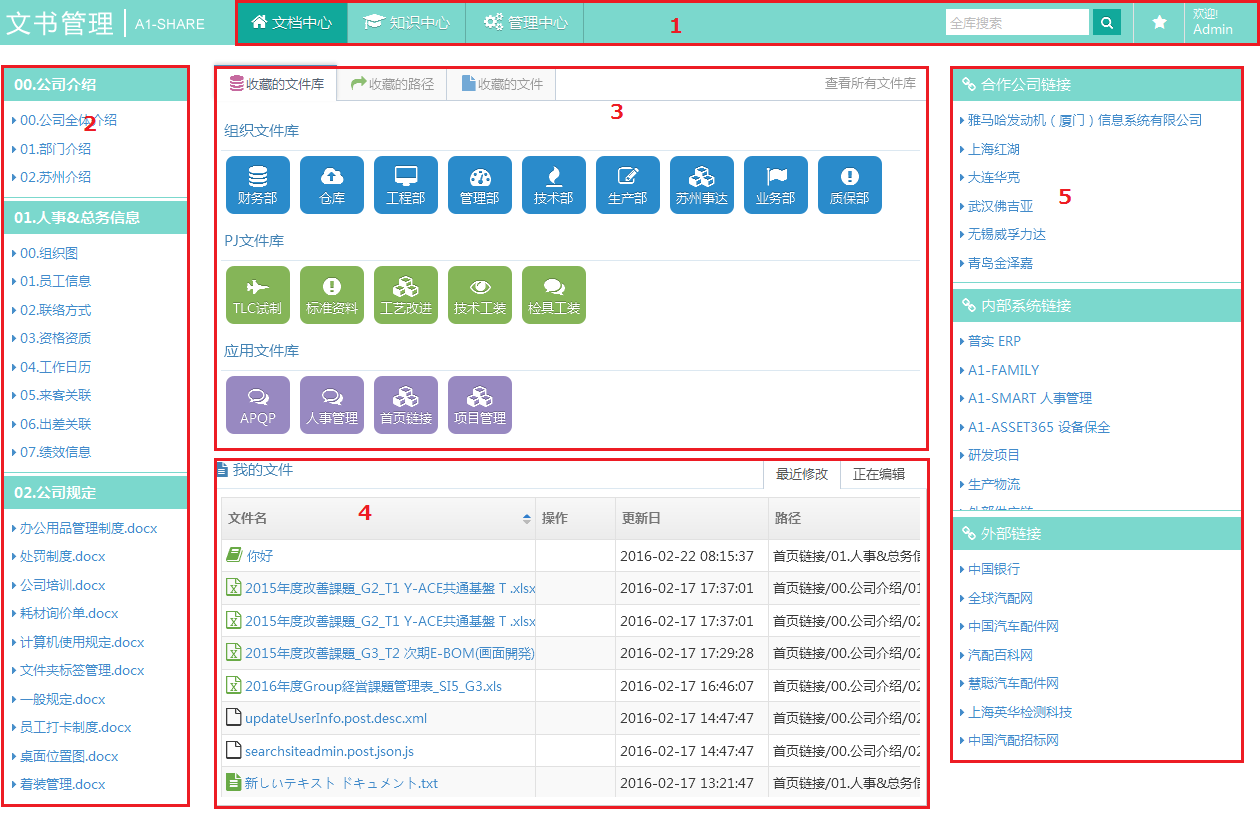 文书管理 A1-SHARE
文档中心 知识中心 管理中心 1 全库搜索 欢迎! Admin
00.公司介绍
00.公司全体介绍
2
01.部门介绍
02.苏州介绍
01.人事&总务信息
00.组织图
01.员工信息
02.联络方式
03.资格资质
04.工作日历
05.来客关联
06.出差关联
07.绩效信息
02.公司规定
办公用品管理制度.docx
处罚制度.docx
公司培训.docx
耗材询价单.docx
计算机使用规定.docx
文件夹标签管理.docx
一般规定.docx
员工打卡制度.docx
桌面位置图.docx
着装管理.docx
收藏的文件库 收藏的路径 收藏的文件 查看所有文件库
3
组织文件库
财务部 仓库 工程部 管理部 技术部 生产部 苏州事达 业务部 质保部
PJ文件库
TLC试制 标准资料 工艺改进 技术工装 检具工装
应用文件库
APQP 人事管理 首页链接 项目管理
我的文件 最近修改 正在编辑
4
文件名 操作 更新日 路径
你好 2016-02-22 08:15:37 首页链接/01.人事&总务信
2015年度改善課題_G2_T1 Y-ACE共通基盤 T .xlsx 2016-02-17 17:37:01 首页链接/00.公司介绍/01
2015年度改善課題_G2_T1 Y-ACE共通基盤 T .xlsx 2016-02-17 17:37:01 首页链接/00.公司介绍/02
2015年度改善課題_G3_T2 次期E-BOM(画面開発) 2016-02-17 17:29:28 首页链接/00.公司介绍/02
2016年度Group経営課題管理表_SI5_G3.xls 2016-02-17 16:46:07 首页链接/00.公司介绍/02
updateUserInfo.post.desc.xml 2016-02-17 14:47:47 首页链接/00.公司介绍/02
searchsiteadmin.post.json.js 2016-02-17 14:47:47 首页链接/00.公司介绍/02
新しいテキスト ドキュメント.txt 2016-02-17 13:21:47 首页链接/01.人事&总务信
合作公司链接
雅马哈发动机（厦门）信息系统有限公司
上海红湖
大连华克
5
武汉佛吉亚
无锡威孚力达
青岛金泽嘉
内部系统链接
普实 ERP
A1-FAMILY
A1-SMART 人事管理
A1-ASSET365 设备保全
研发项目
生产物流
外部链接
中国银行
全球汽配网
中国汽车配件网
汽配百科网
慧聪汽车配件网
上海英华检测科技
中国汽配招标网